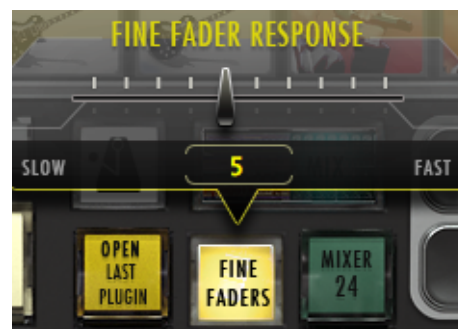 FINE FADER RESPONSE
SLOW
5
FAST
OPEN
LAST
PLUGIN
FINE
FADERS
MIXER
24